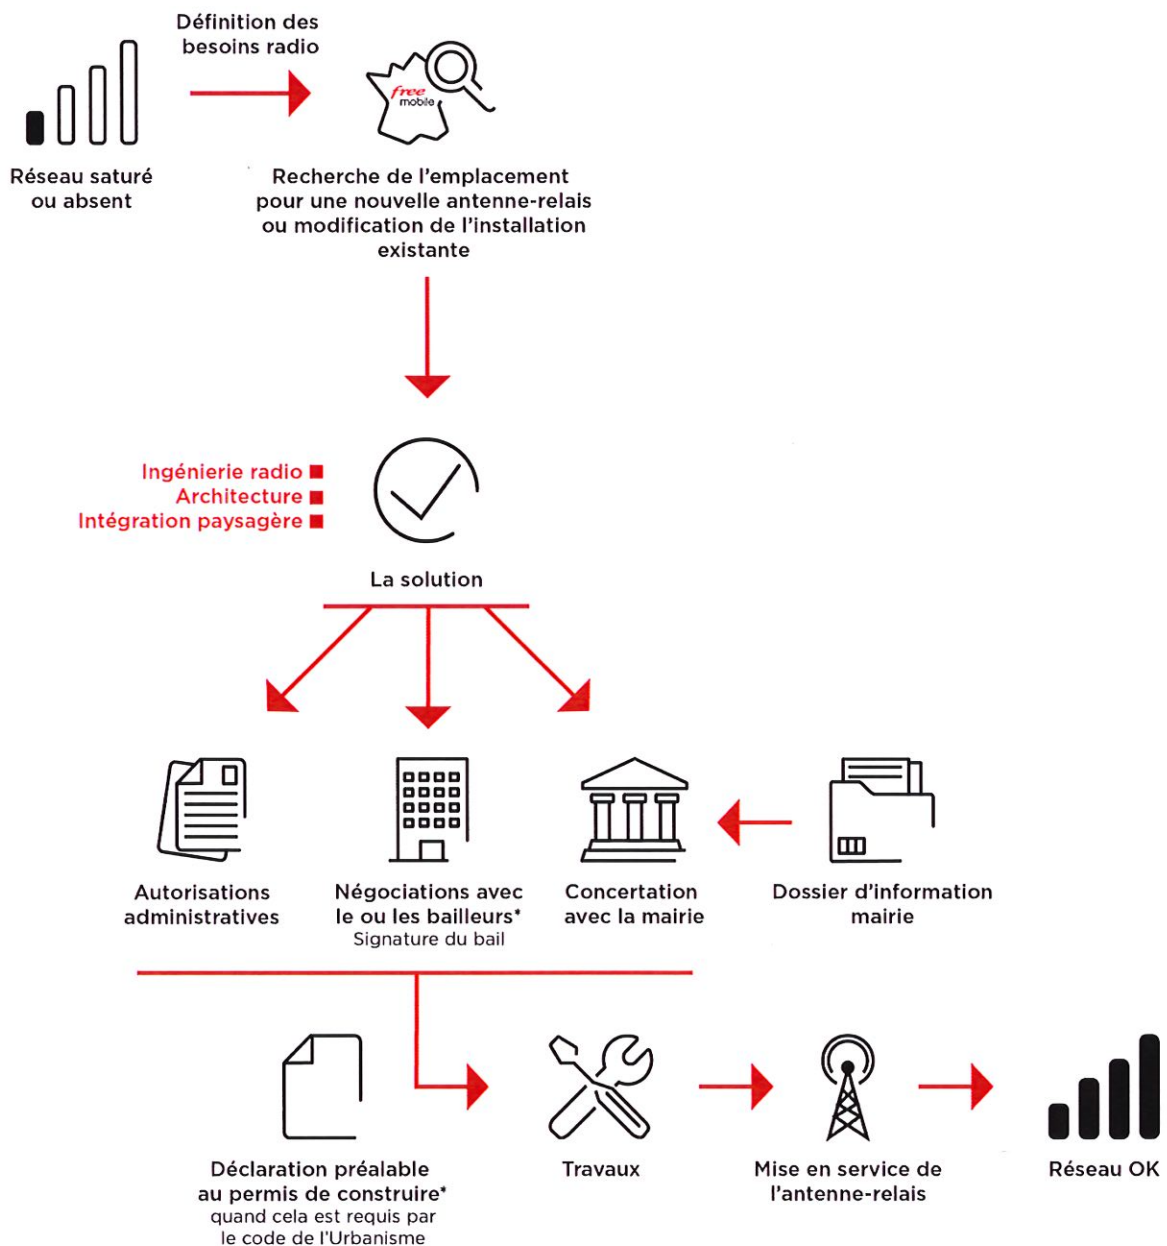 Définition des
besoins radio
free
mobile
Réseau saturé
ou absent
Recherche de l'emplacement
pour une nouvelle antenne-relais
ou modification de l'installation
existante
Ingénierie radio
Architecture
Intégration paysagère
La solution
Autorisations
administratives
Négociations avec
le ou les bailleurs*
Signature du bail
Concertation
avec la mairie
Dossier d'information
mairie
Déclaration préalable
au permis de construire*
quand cela est requis par
le code de l'Urbanisme
Travaux
Mise en service de
l'antenne-relais
Réseau OK